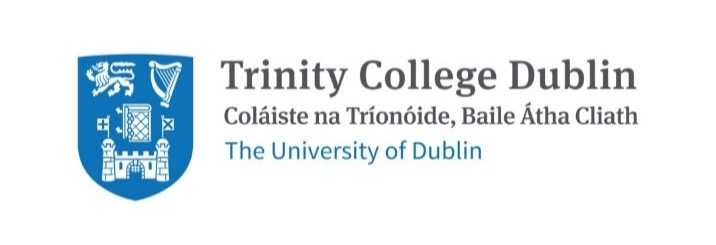 Trinity College Dublin
Coláiste na Tríonóide, Baile Átha Cliath
The University of Dublin